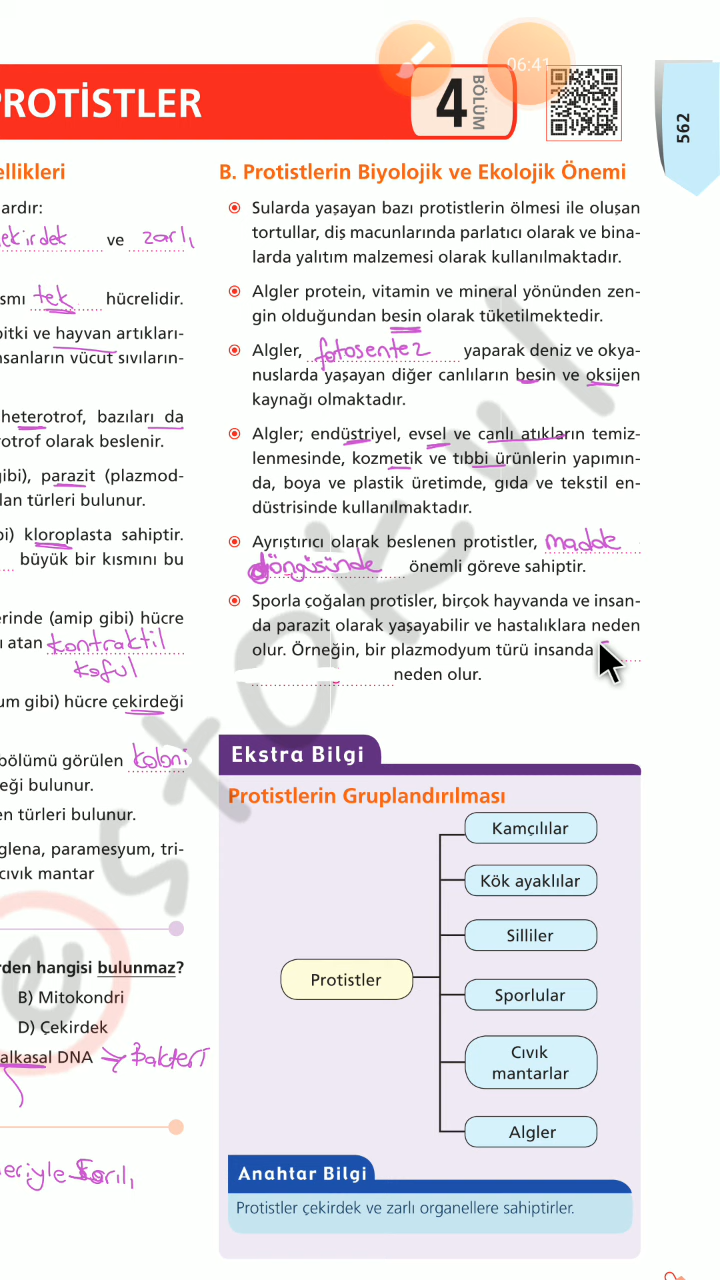 06:41
PROTİSTLER
4
BÖLÜM
562
ellikleri
ardır:
ekirdek ve zarlı
smı tek hücrelidir.
bitki ve hayvan artıkları-
nsanların vücut sıvıların-
heterotrof, bazıları da
rotrof olarak beslenir.
gibi), parazit (plazmod-
lan türleri bulunur.
bi) kloroplasta sahiptir.
büyük bir kısmını bu
erinde (amip gibi) hücre
ı atan kontraktil
koful
um gibi) hücre çekirdeği
bölümü görülen koloni
eği bulunur.
en türleri bulunur.
glena, paramesyum, tri-
cıvık mantar
rden hangisi bulunmaz?
B) Mitokondri
D) Çekirdek
alkasal DNA → Bakteri
eriyle Sarılı
B. Protistlerin Biyolojik ve Ekolojik Önemi
Sularda yaşayan bazı protistlerin ölmesi ile oluşan
tortullar, diş macunlarında parlatıcı olarak ve bina-
larda yalıtım malzemesi olarak kullanılmaktadır.
Algler protein, vitamin ve mineral yönünden zen-
gin olduğundan besin olarak tüketilmektedir.
Algler, fotosentez yaparak deniz ve okya-
nuslarda yaşayan diğer canlıların besin ve oksijen
kaynağı olmaktadır.
Algler; endüstriyel, evsel ve canlı atıkların temiz-
lenmesinde, kozmetik ve tıbbi ürünlerin yapımın-
da, boya ve plastik üretimde, gıda ve tekstil en-
düstrisinde kullanılmaktadır.
Ayrıştırıcı olarak beslenen protistler, madde
döngüsünde önemli göreve sahiptir.
Sporla çoğalan protisler, birçok hayvanda ve insan-
da parazit olarak yaşayabilir ve hastalıklara neden
olur. Örneğin, bir plazmodyum türü insanda
neden olur.
Ekstra Bilgi
Protistlerin Gruplandırılması
Protistler
Kamçılılar
Kök ayaklılar
Silliler
Sporlular
Cıvık
mantarlar
Algler
Anahtar Bilgi
Protistler çekirdek ve zarlı organellere sahiptirler.
estokul